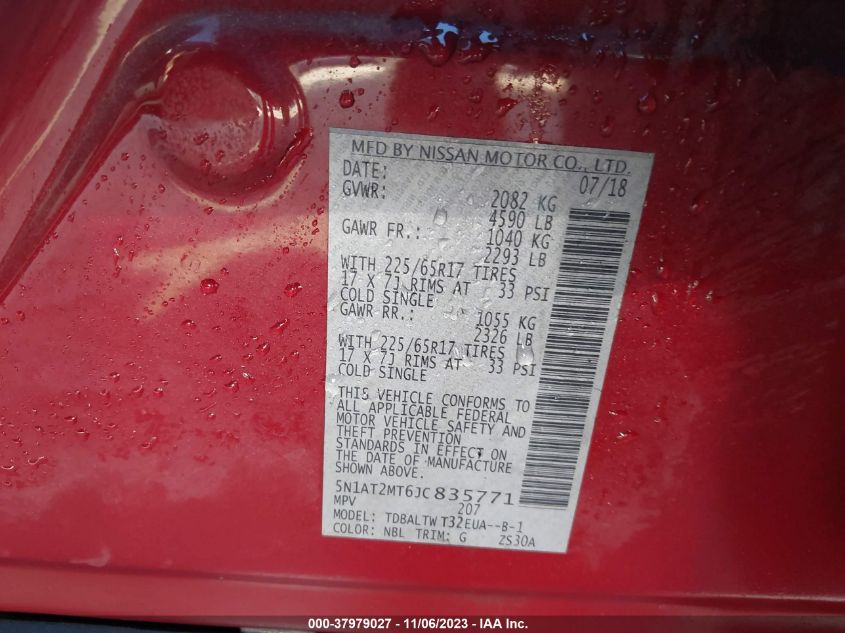 MFD BY NISSAN MOTOR CO., LTD.
DATE: 07/18
GVWR: 2082 KG
4590 LB
GAWR FR.: 1040 KG
2293 LB
WITH 225/65R17 TIRES
17 X 7J RIMS AT 33 PSI
COLD SINGLE
GAWR RR.: 1055 KG
2326 LB
WITH 225/65R17 TIRES
17 X 7J RIMS AT 33 PSI
COLD SINGLE
THIS VEHICLE CONFORMS TO
ALL APPLICABLE FEDERAL
MOTOR VEHICLE SAFETY AND
THEFT PREVENTION
STANDARDS IN EFFECT ON
THE DATE OF MANUFACTURE
SHOWN ABOVE.
5N1AT2MT6JC835771
MPV 207
MODEL: TDBALTW T32EUA--B-1
COLOR: NBL TRIM: G ZS30A
000-37979027 - 11/06/2023 - IAA Inc.